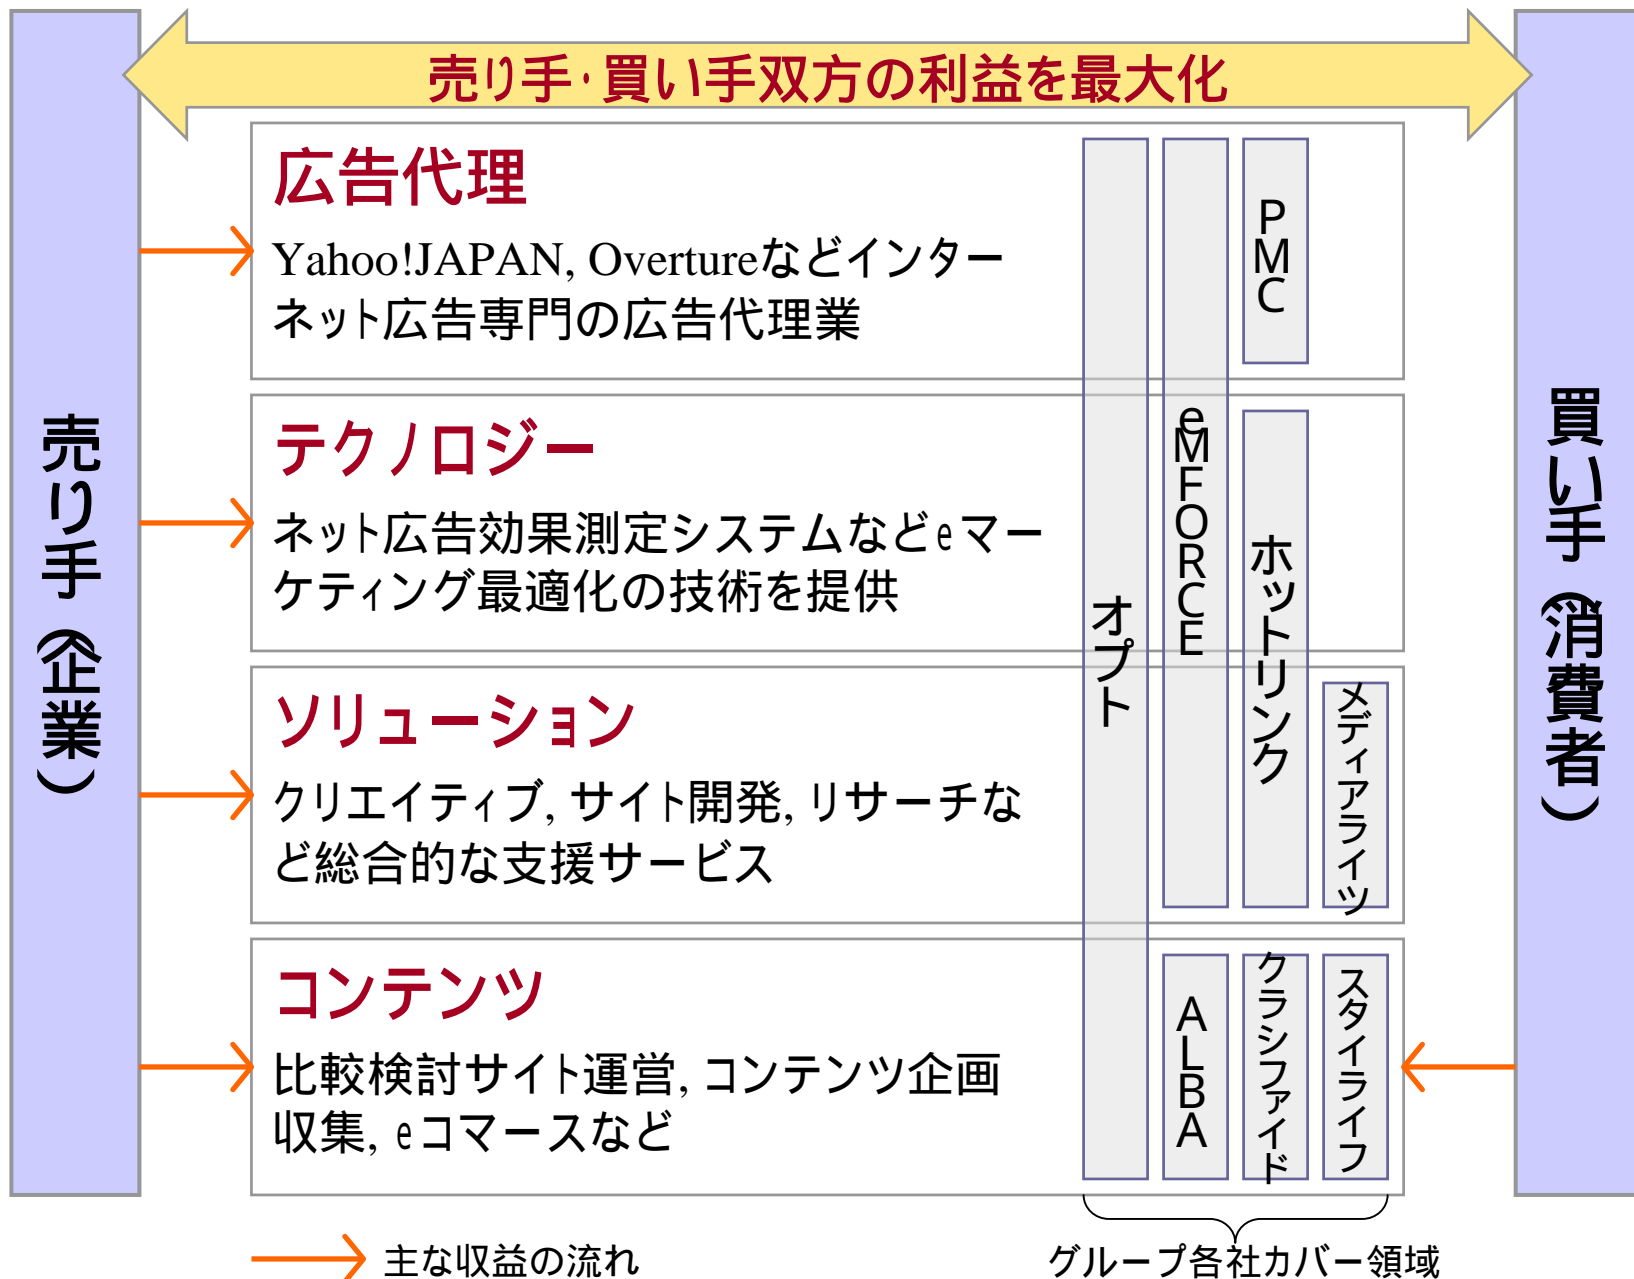 売り手・買い手双方の利益を最大化
売り手（企業）
買い手（消費者）
広告代理
Yahoo!JAPAN, Overtureなどインター
ネット広告専門の広告代理業
テクノロジー
ネット広告効果測定システムなどeマー
ケティング最適化の技術を提供
ソリューション
クリエイティブ, サイト開発, リサーチな
ど総合的な支援サービス
コンテンツ
比較検討サイト運営, コンテンツ企画
収集, eコマースなど
オプト
eMFORCE
PMC
ホットリンク
メディアライツ
ALBA
クラシファイド
スタイライフ
主な収益の流れ
グループ各社カバー領域